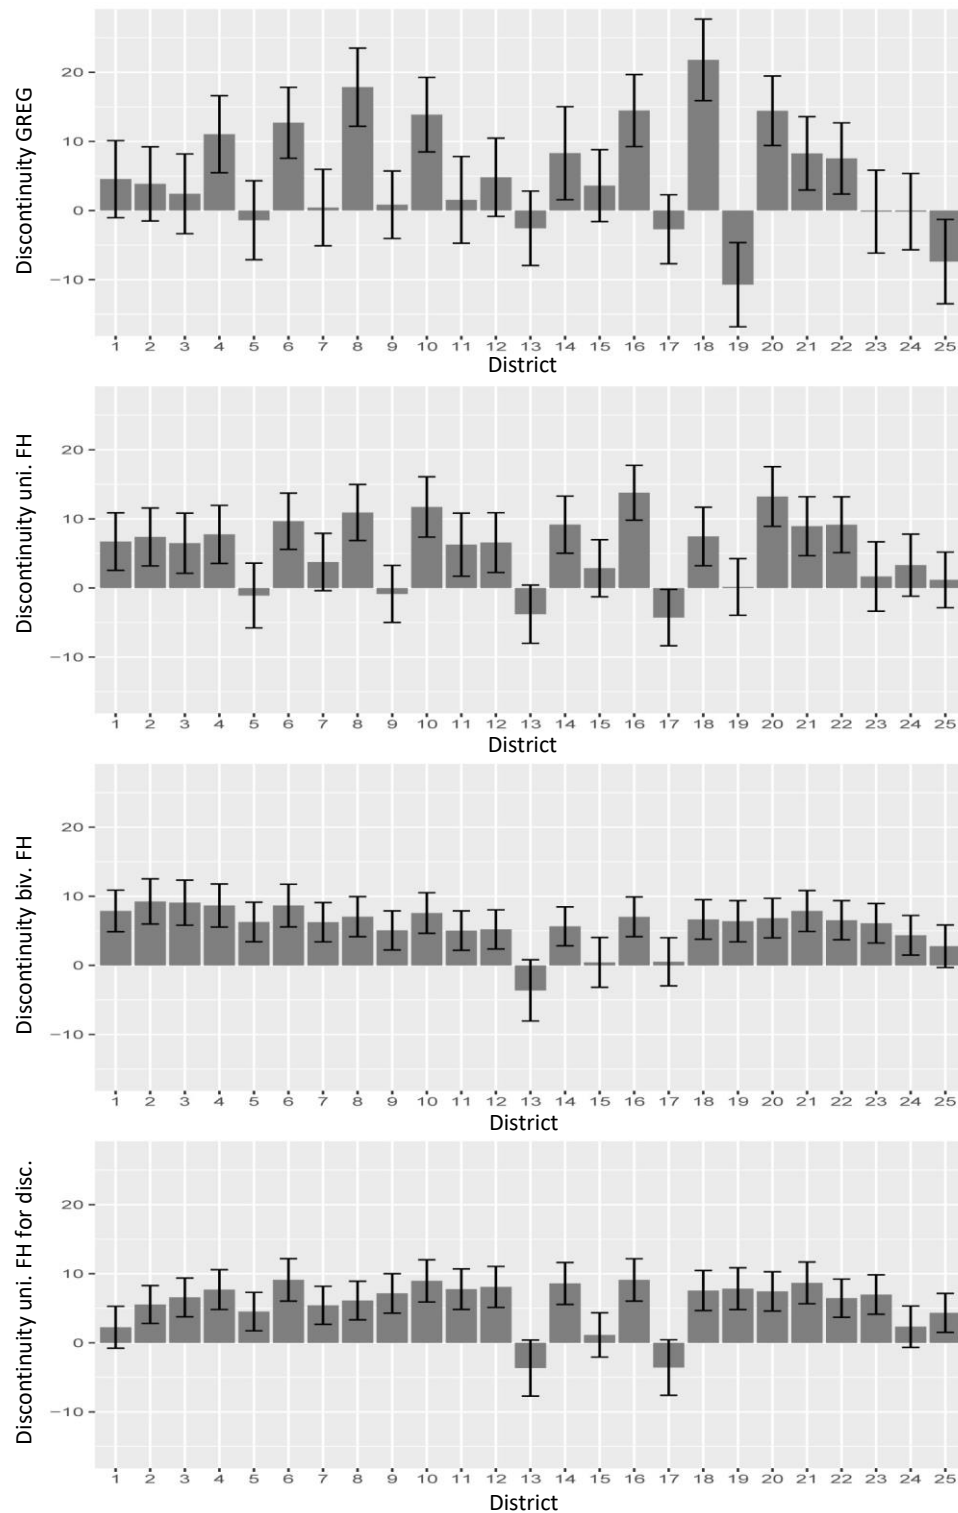 Discontinuity GREG
20
10
0
−10
1 2 3 4 5 6 7 8 9 10 11 12 13 14 15 16 17 18 19 20 21 22 23 24 25
District
Discontinuity uni. FH
20
10
0
−10
1 2 3 4 5 6 7 8 9 10 11 12 13 14 15 16 17 18 19 20 21 22 23 24 25
District
Discontinuity biv. FH
20
10
0
−10
1 2 3 4 5 6 7 8 9 10 11 12 13 14 15 16 17 18 19 20 21 22 23 24 25
District
Discontinuity uni. FH for disc.
20
10
0
−10
1 2 3 4 5 6 7 8 9 10 11 12 13 14 15 16 17 18 19 20 21 22 23 24 25
District